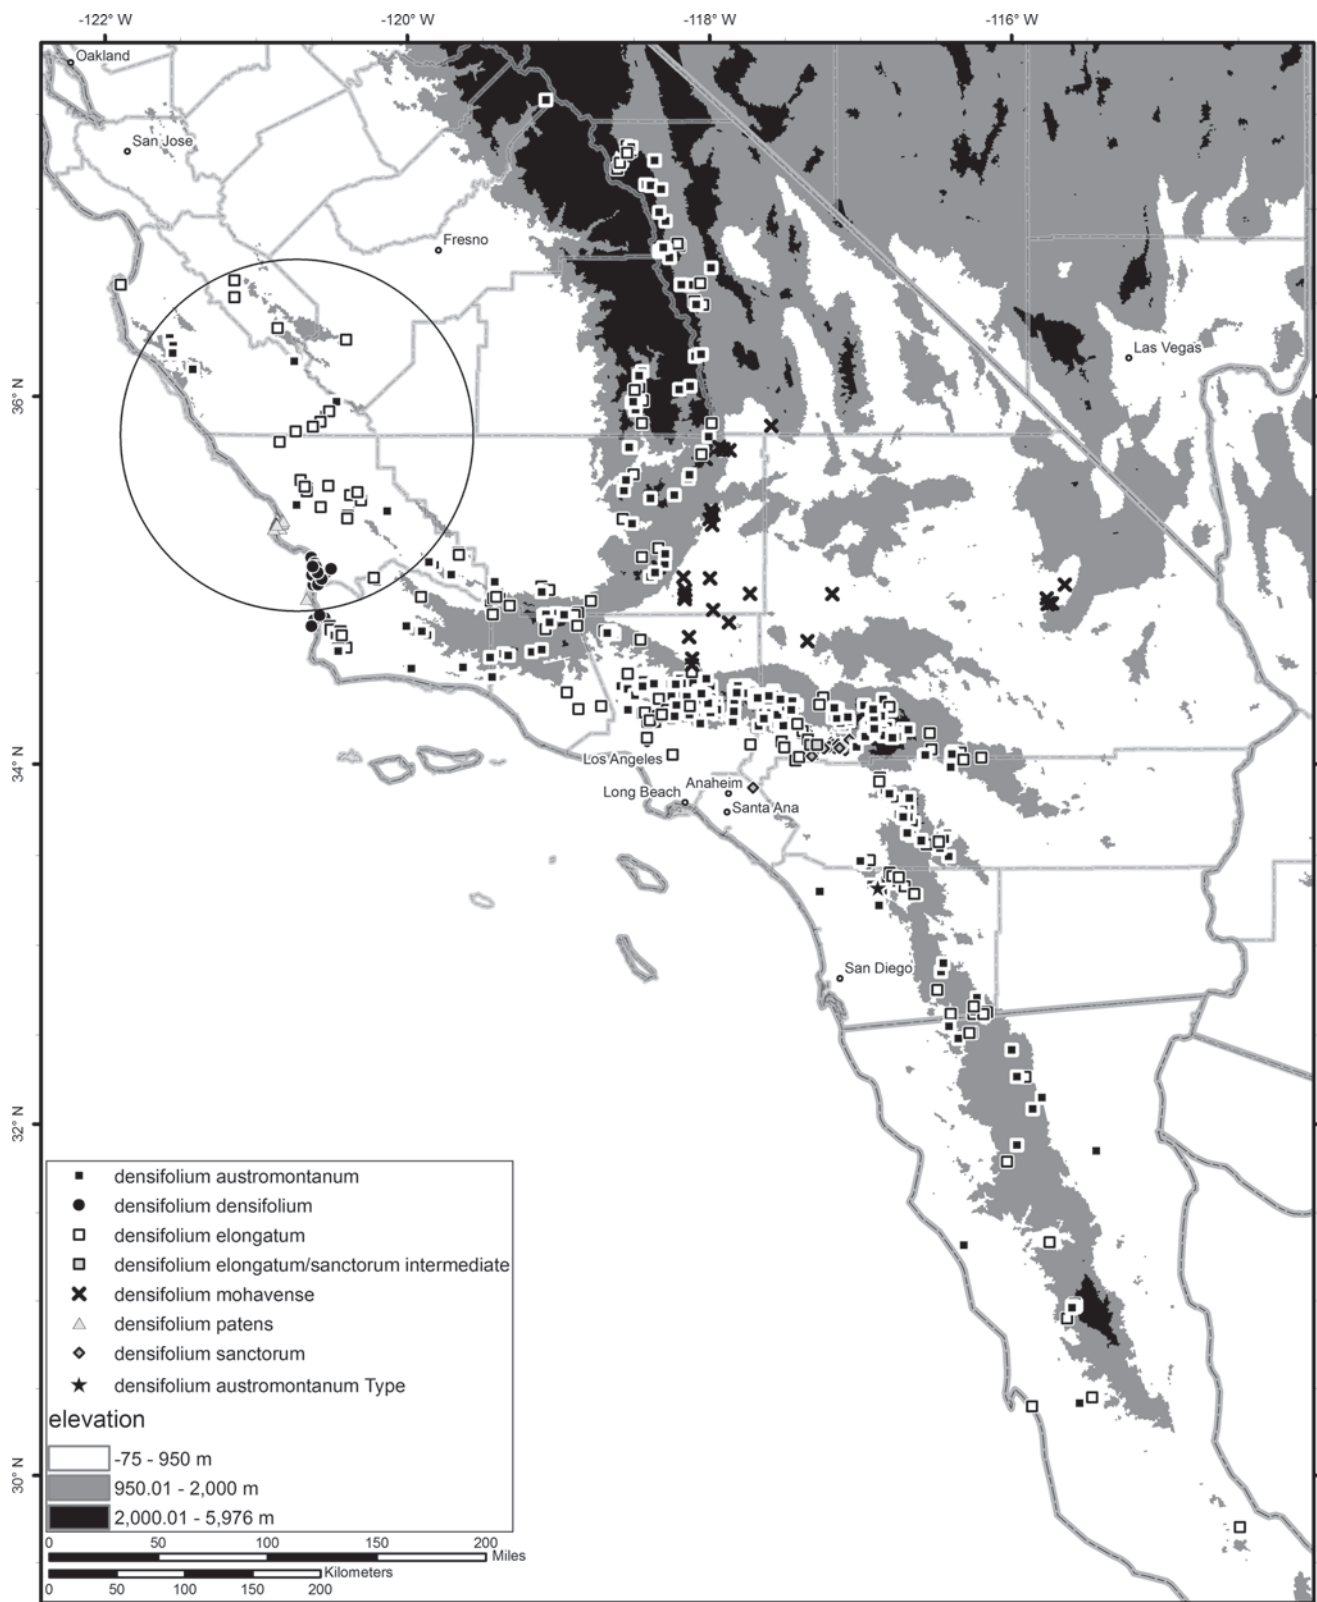 -122° W
-120° W
-118° W
-116° W
Oakland
San Jose
Fresno
Las Vegas
36° N
34° N
Los Angeles
Anaheim
Long Beach
Santa Ana
San Diego
32° N
30° N
densifolium austromontanum
densifolium densifolium
densifolium elongatum
densifolium elongatum/sanctorum intermediate
densifolium mohavense
densifolium patens
densifolium sanctorum
densifolium austromontanum Type
elevation
-75 - 950 m
950.01 - 2,000 m
2,000.01 - 5,976 m
0 50 100 150 200
Miles
Kilometers
0 50 100 150 200